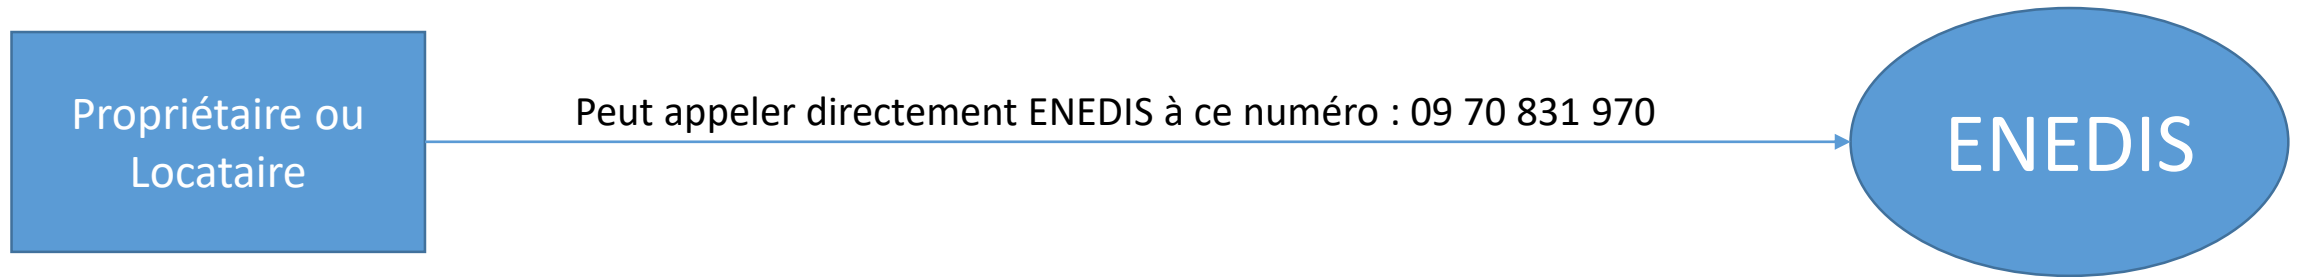 Propriétaire ou
Locataire
Peut appeler directement ENEDIS à ce numéro : 09 70 831 970
ENEDIS